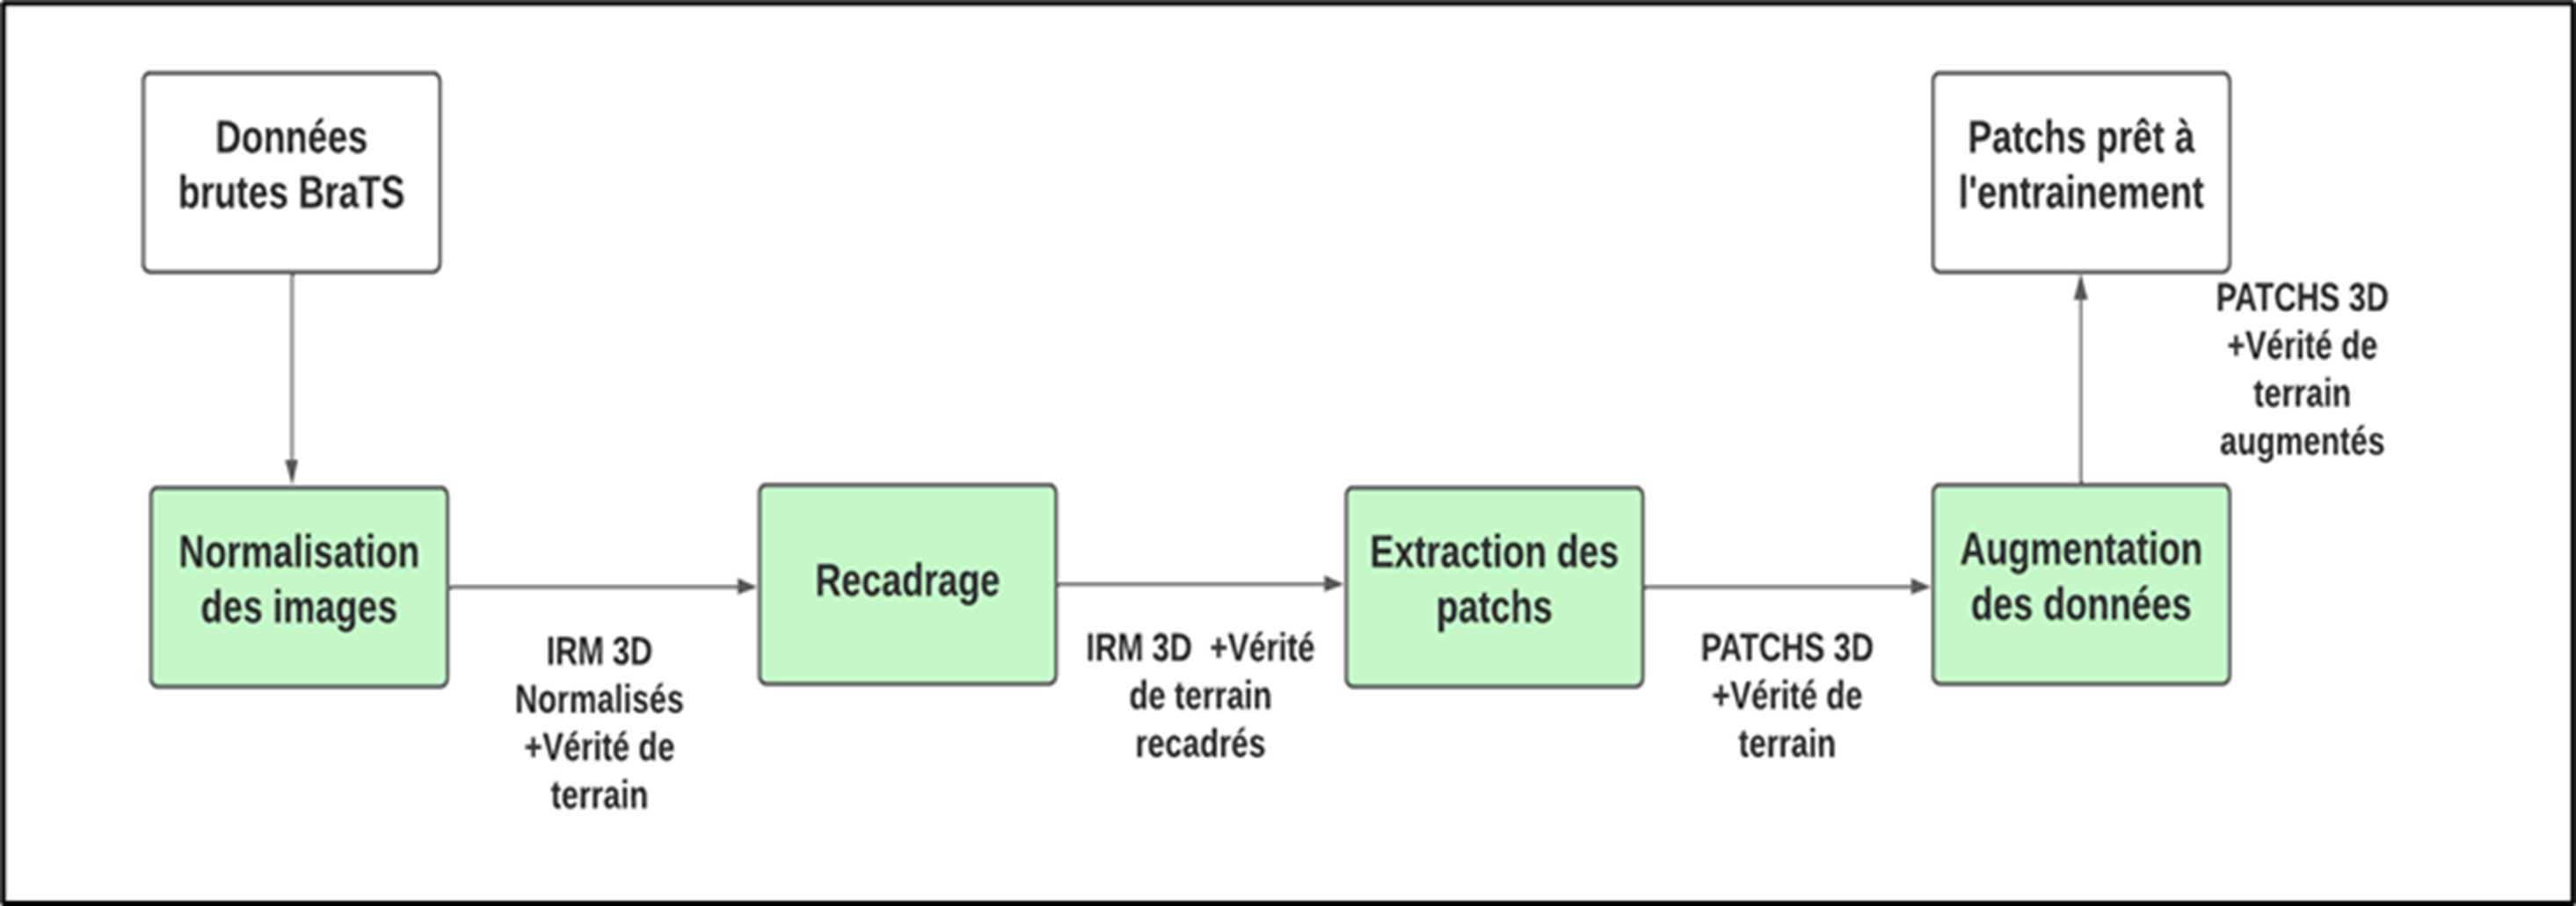 Données
brutes BraTS
Normalisation
des images
IRM 3D
Normalisés
+Vérité de
terrain
Recadrage
IRM 3D  +Vérité
de terrain
recadrés
Extraction des
patchs
PATCHS 3D
+Vérité de
terrain
Augmentation
des données
PATCHS 3D
+Vérité de
terrain
augmentés
Patchs prêt à
l'entrainement